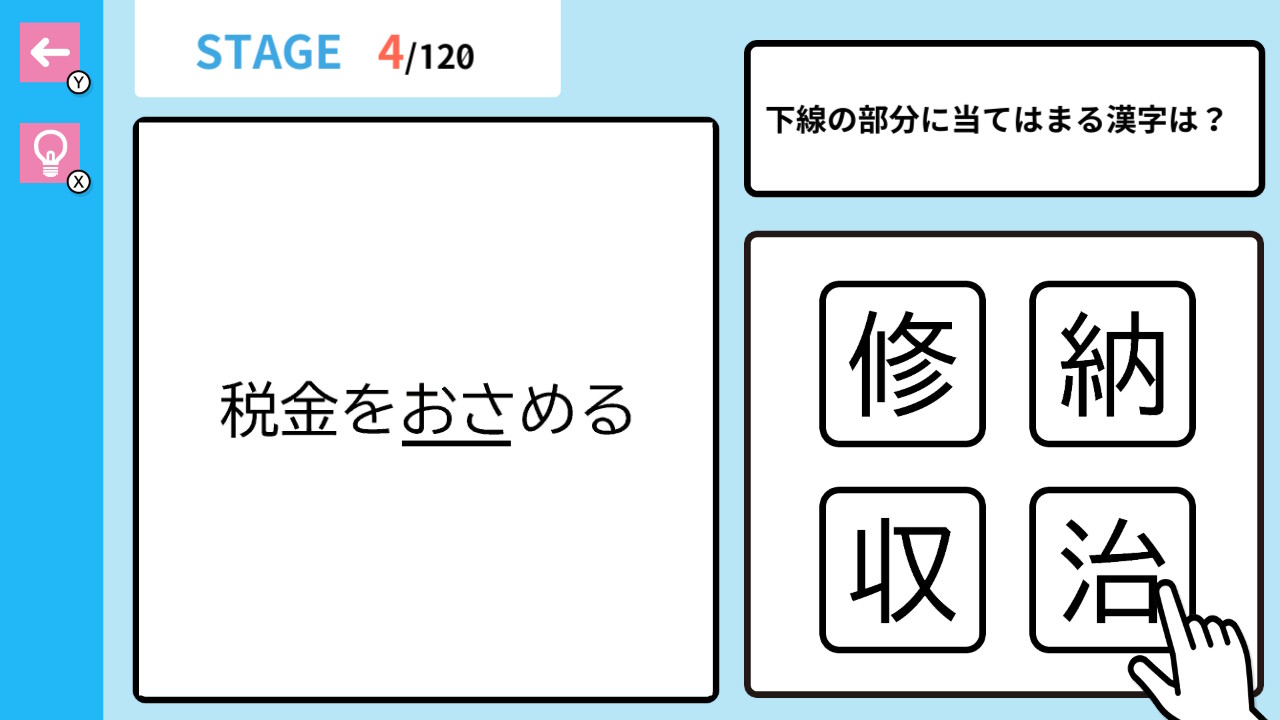 STAGE 4/120
Y
X
下線の部分に当てはまる漢字は？
税金をおさめる
修 納
収 治